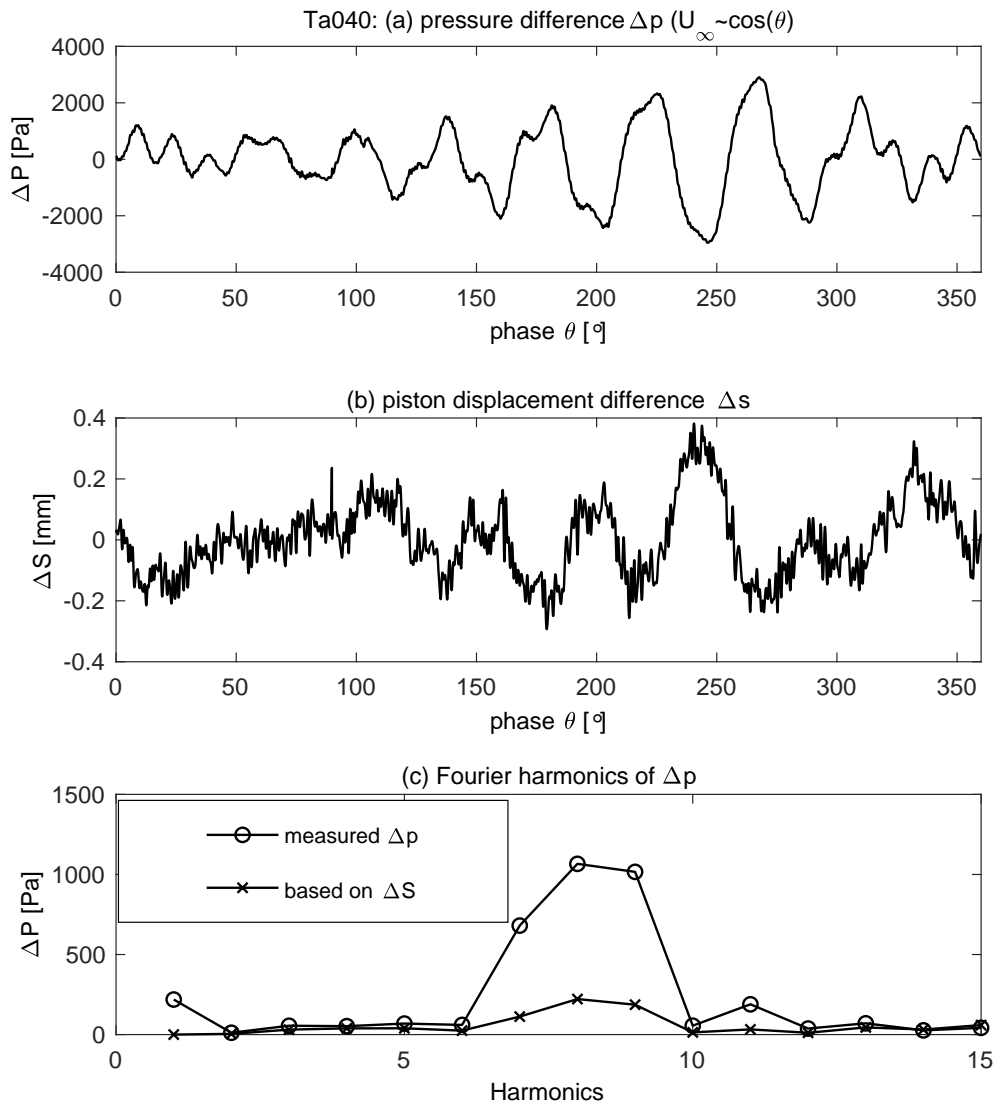 Ta040: (a) pressure difference Δp (U∞~cos(θ)
4000
2000
0
-2000
-4000
ΔP [Pa]
0 50 100 150 200 250 300 350
phase θ [°]
(b) piston displacement difference Δs
0.4
0.2
0
-0.2
-0.4
ΔS [mm]
0 50 100 150 200 250 300 350
phase θ [°]
(c) Fourier harmonics of Δp
1500
1000
500
0
ΔP [Pa]
measured Δp
based on ΔS
0 5 10 15
Harmonics